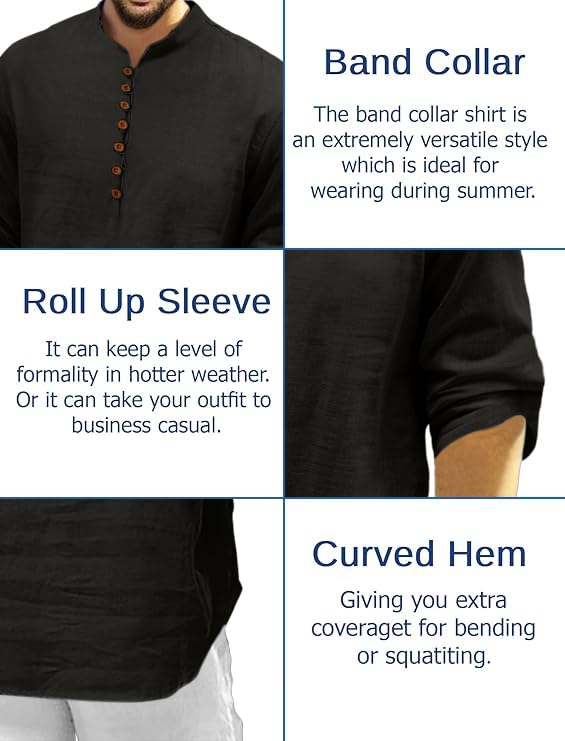 Band Collar
The band collar shirt is
an extremely versatile style
which is ideal for
wearing during summer.
Roll Up Sleeve
It can keep a level of
formality in hotter weather.
Or it can take your outfit to
business casual.
Curved Hem
Giving you extra
coveraget for bending
or squatiting.